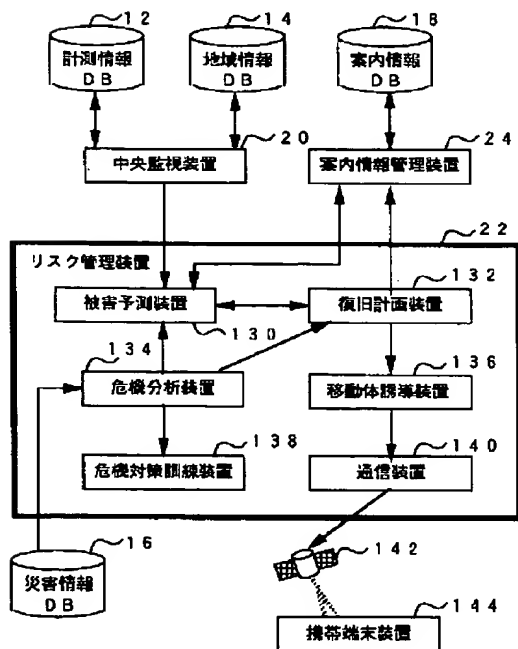 12
14
18
計測情報
DB
地域情報
DB
案内情報
DB
20
24
中央監視装置
案内情報管理装置
22
リスク管理装置
132
被害予測装置
復旧計画装置
130
134
136
危機分析装置
移動体誘導装置
138
140
危機対策訓練装置
通信装置
16
142
災害情報
DB
144
携帯端末装置